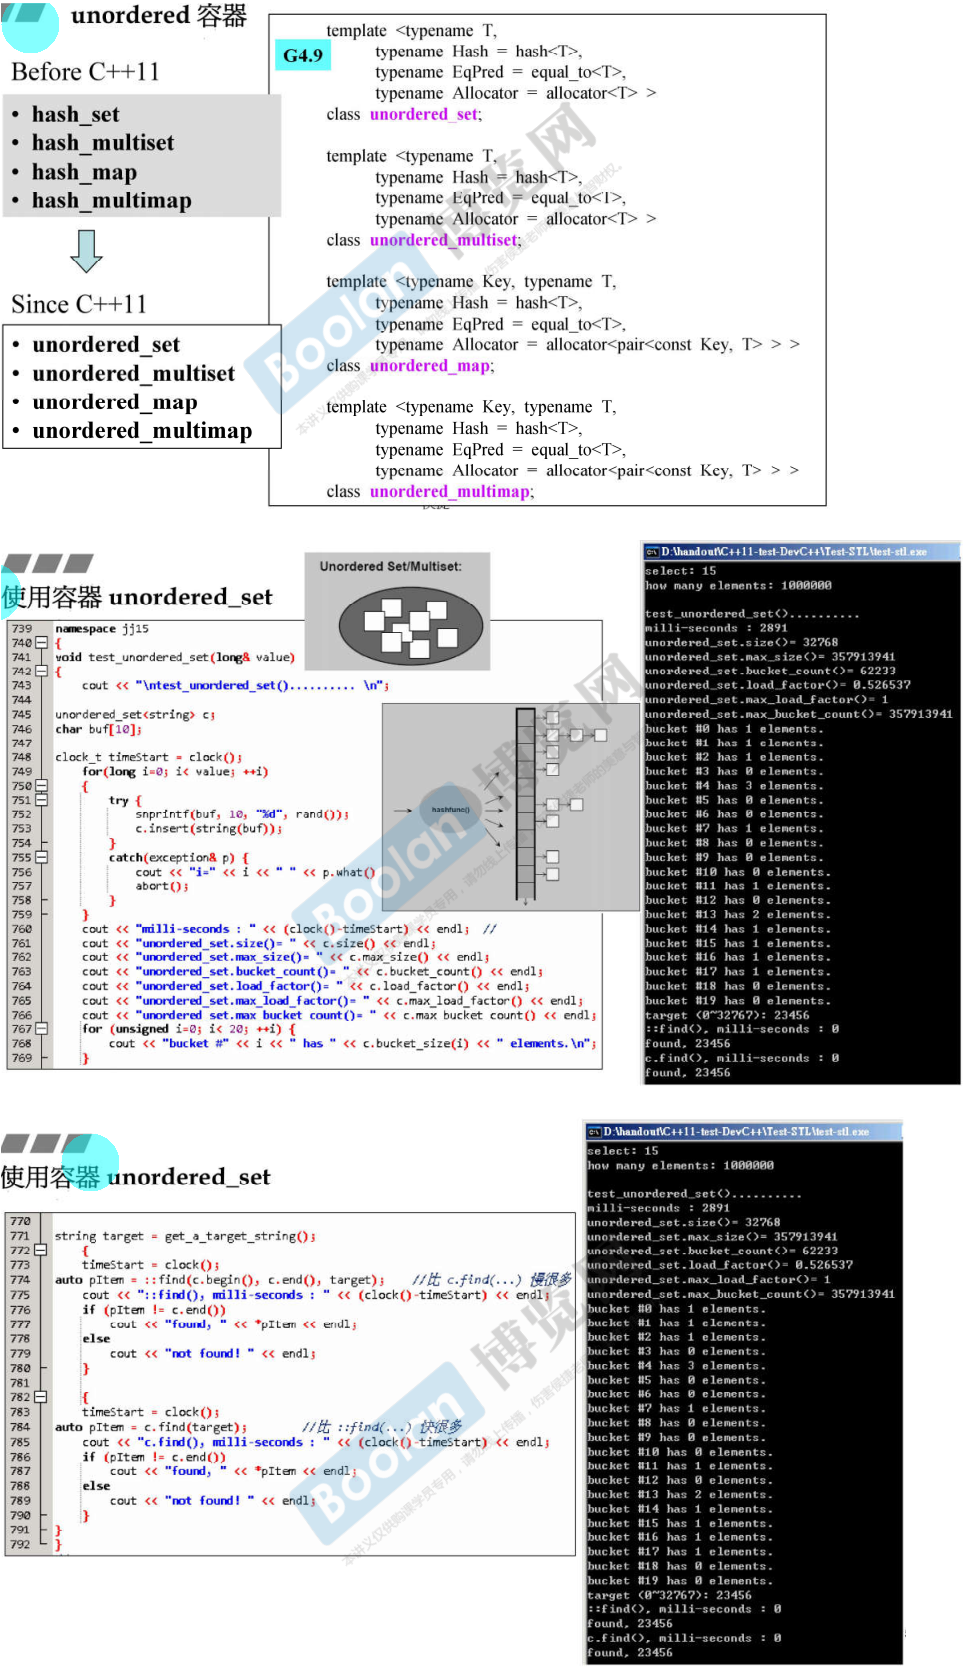 unordered 容器
Before C++11
• hash_set
• hash_multiset
• hash_map
• hash_multimap
Since C++11
• unordered_set
• unordered_multiset
• unordered_map
• unordered_multimap
G4.9
template <typename T,
typename Hash = hash<T>,
typename EqPred = equal_to<T>,
typename Allocator = allocator<T> >
class unordered_set;
template <typename T,
typename Hash = hash<T>,
typename EqPred = equal_to<T>,
typename Allocator = allocator<T> >
class unordered_multiset;
template <typename Key, typename T,
typename Hash = hash<T>,
typename EqPred = equal_to<T>,
typename Allocator = allocator<pair<const Key, T> > >
class unordered_map;
template <typename Key, typename T,
typename Hash = hash<T>,
typename EqPred = equal_to<T>,
typename Allocator = allocator<pair<const Key, T> > >
class unordered_multimap;
Boolan 博览网
使用容器 unordered_set
Unordered Set/Multiset:
hashfunc()
739 namespace jj15
740 {
741 void test_unordered_set(long& value)
742 {
743 cout << "\ntest_unordered_set().......... \n";
744
745 unordered_set<string> c;
746 char buf[10];
747
748 clock_t timeStart = clock();
749 for(long i=0; i< value; ++i)
750 {
751 try {
752 snprintf(buf, 10, "%d", rand());
753 c.insert(string(buf));
754 }
755 catch(exception& p) {
756 cout << "i=" << i << " " << p.what()
757 abort();
758 }
759 }
760 cout << "milli-seconds : " << (clock()-timeStart) << endl; //
761 cout << "unordered_set.size()= " << c.size() << endl;
762 cout << "unordered_set.max_size()= " << c.max_size() << endl;
763 cout << "unordered_set.bucket_count()= " << c.bucket_count() << endl;
764 cout << "unordered_set.load_factor()= " << c.load_factor() << endl;
765 cout << "unordered_set.max_load_factor()= " << c.max_load_factor() << endl;
766 cout << "unordered_set.max_bucket_count()= " << c.max_bucket_count() << endl;
767 for (unsigned i=0; i< 20; ++i) {
768 cout << "bucket #" << i << " has " << c.bucket_size(i) << " elements.\n";
769 }
D:\handout\C++11-test-DevC++\Test-STL\test-stl.exe
select: 15
how many elements: 1000000
test_unordered_set()..........
milli-seconds : 2891
unordered_set.size()= 32768
unordered_set.max_size()= 357913941
unordered_set.bucket_count()= 62233
unordered_set.load_factor()= 0.526537
unordered_set.max_load_factor()= 1
unordered_set.max_bucket_count()= 357913941
bucket #0 has 1 elements.
bucket #1 has 1 elements.
bucket #2 has 1 elements.
bucket #3 has 0 elements.
bucket #4 has 3 elements.
bucket #5 has 0 elements.
bucket #6 has 0 elements.
bucket #7 has 1 elements.
bucket #8 has 0 elements.
bucket #9 has 0 elements.
bucket #10 has 0 elements.
bucket #11 has 1 elements.
bucket #12 has 0 elements.
bucket #13 has 2 elements.
bucket #14 has 1 elements.
bucket #15 has 1 elements.
bucket #16 has 1 elements.
bucket #17 has 1 elements.
bucket #18 has 0 elements.
bucket #19 has 0 elements.
target (0~32767): 23456
::find(), milli-seconds : 0
found, 23456
c.find(), milli-seconds : 0
found, 23456
Boolan 博览网
使用容器 unordered_set
770
771 string target = get_a_target_string();
772 {
773 timeStart = clock();
774 auto pItem = ::find(c.begin(), c.end(), target); //比 c.find(...) 慢很多
775 cout << "::find(), milli-seconds : " << (clock()-timeStart) << endl;
776 if (pItem != c.end())
777 cout << "found, " << *pItem << endl;
778 else
779 cout << "not found! " << endl;
780 }
781
782 {
783 timeStart = clock();
784 auto pItem = c.find(target); //比 ::find(...) 快很多
785 cout << "c.find(), milli-seconds : " << (clock()-timeStart) << endl;
786 if (pItem != c.end())
787 cout << "found, " << *pItem << endl;
788 else
789 cout << "not found! " << endl;
790 }
791 }
792 }
D:\handout\C++11-test-DevC++\Test-STL\test-stl.exe
select: 15
how many elements: 1000000
test_unordered_set()..........
milli-seconds : 2891
unordered_set.size()= 32768
unordered_set.max_size()= 357913941
unordered_set.bucket_count()= 62233
unordered_set.load_factor()= 0.526537
unordered_set.max_load_factor()= 1
unordered_set.max_bucket_count()= 357913941
bucket #0 has 1 elements.
bucket #1 has 1 elements.
bucket #2 has 1 elements.
bucket #3 has 0 elements.
bucket #4 has 3 elements.
bucket #5 has 0 elements.
bucket #6 has 0 elements.
bucket #7 has 1 elements.
bucket #8 has 0 elements.
bucket #9 has 0 elements.
bucket #10 has 0 elements.
bucket #11 has 1 elements.
bucket #12 has 0 elements.
bucket #13 has 2 elements.
bucket #14 has 1 elements.
bucket #15 has 1 elements.
bucket #16 has 1 elements.
bucket #17 has 1 elements.
bucket #18 has 0 elements.
bucket #19 has 0 elements.
target (0~32767): 23456
::find(), milli-seconds : 0
found, 23456
c.find(), milli-seconds : 0
found, 23456
Boolan 博览网